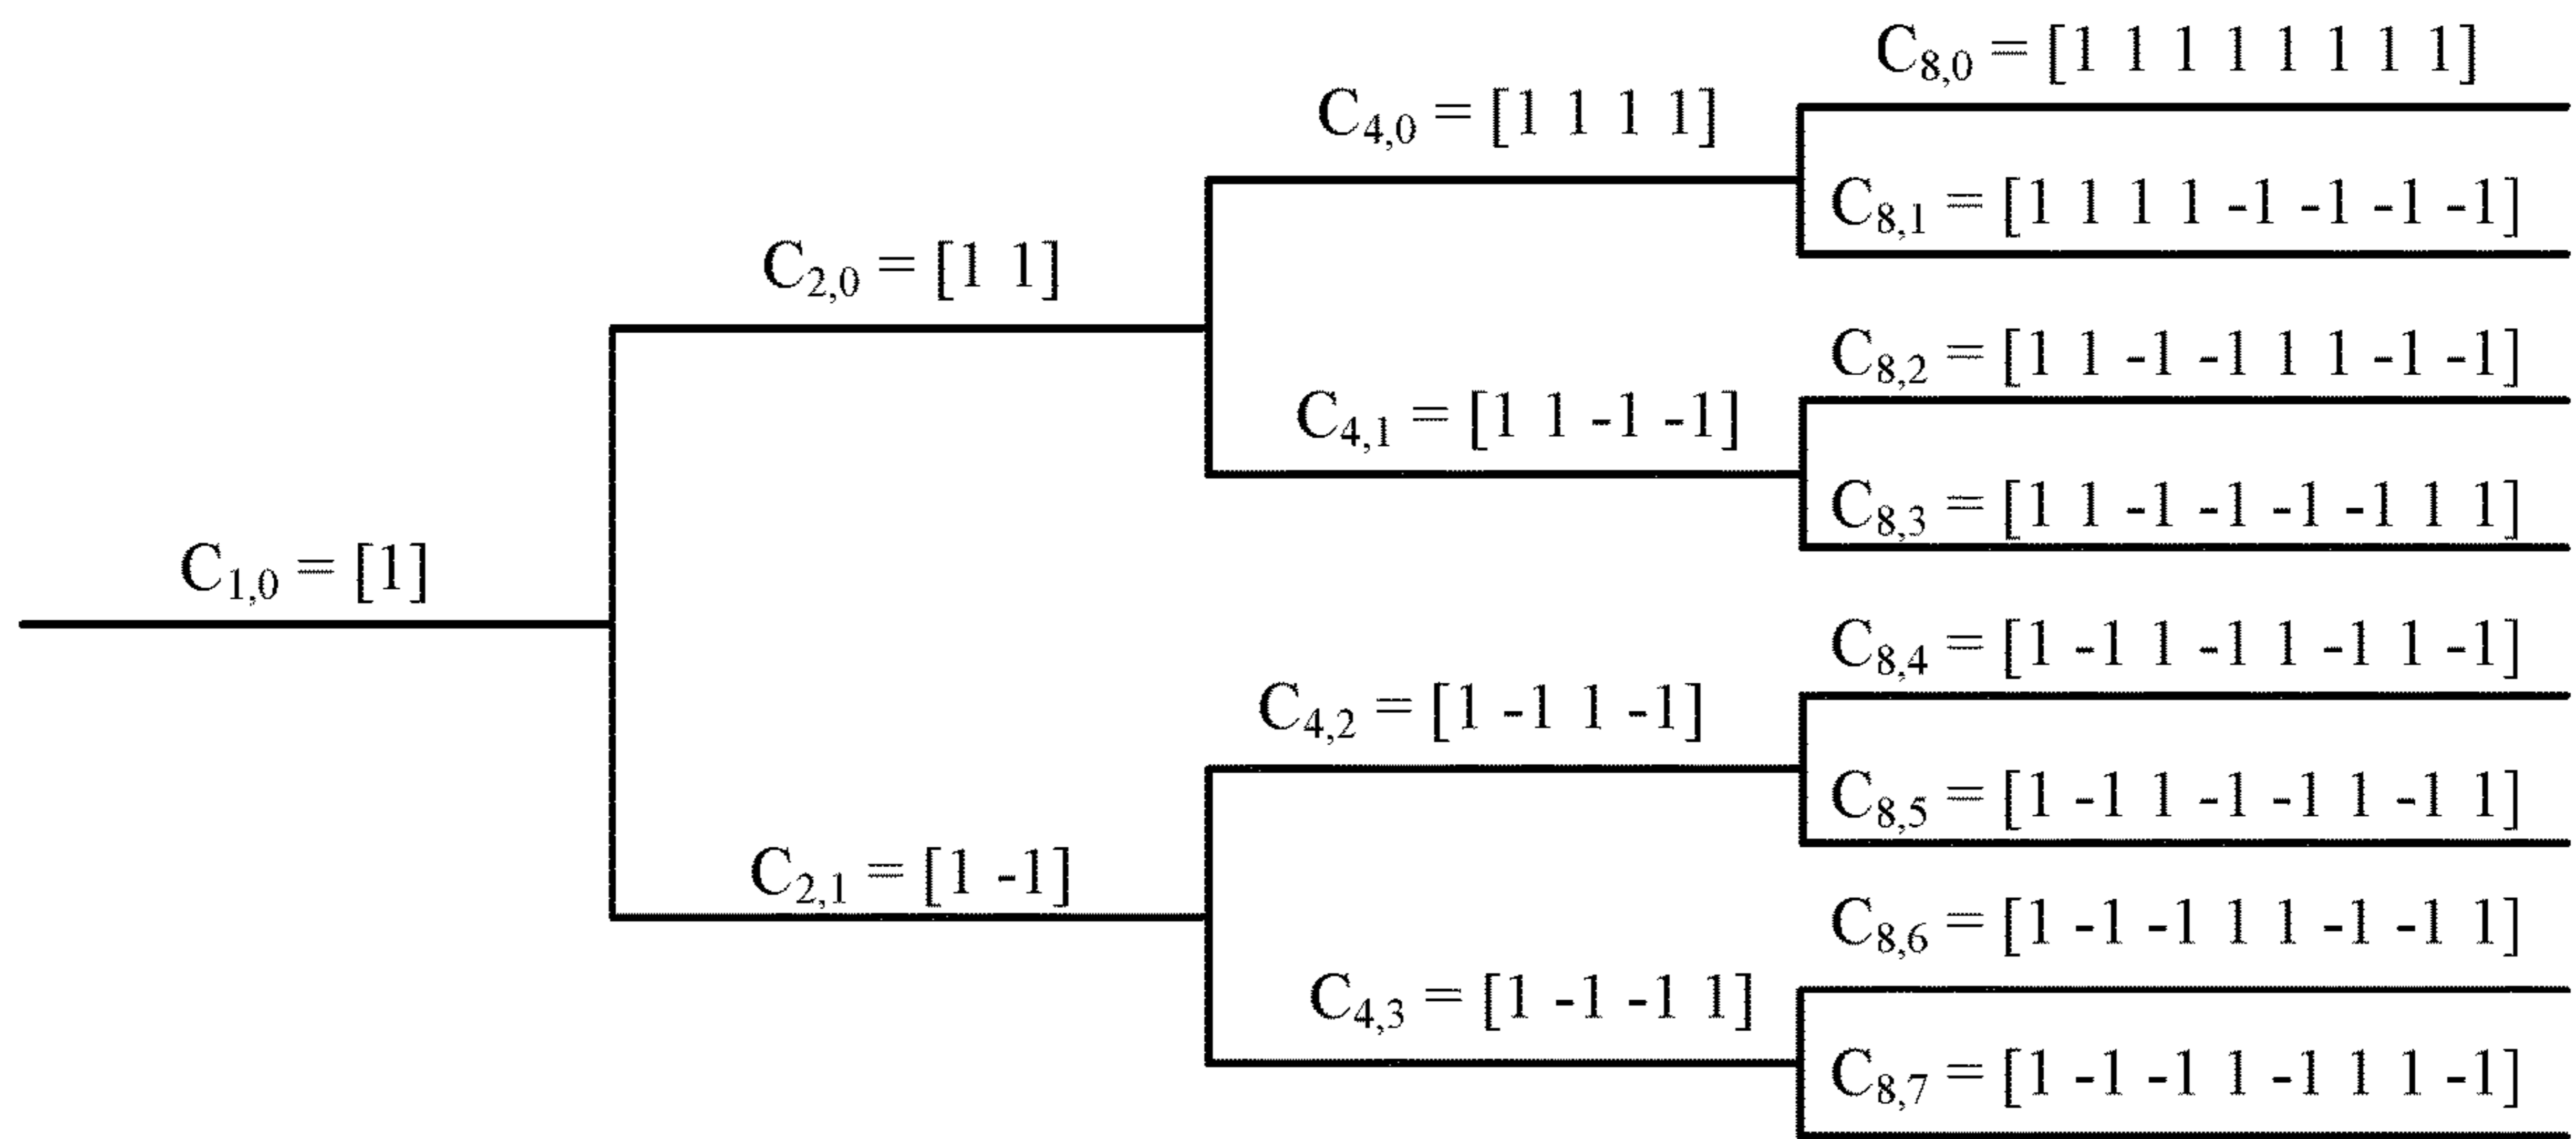 C8,0 = [1 1 1 1 1 1 1 1]
C4,0 = [1 1 1 1]
C8,1 = [1 1 1 1 -1 -1 -1 -1]
C2,0 = [1 1]
C8,2 = [1 1 -1 -1 1 1 -1 -1]
C4,1 = [1 1 -1 -1]
C8,3 = [1 1 -1 -1 -1 -1 1 1]
C1,0 = [1]
C8,4 = [1 -1 1 -1 1 -1 1 -1]
C4,2 = [1 -1 1 -1]
C8,5 = [1 -1 1 -1 -1 1 -1 1]
C2,1 = [1 -1]
C8,6 = [1 -1 -1 1 1 -1 -1 1]
C4,3 = [1 -1 -1 1]
C8,7 = [1 -1 -1 1 -1 1 1 -1]